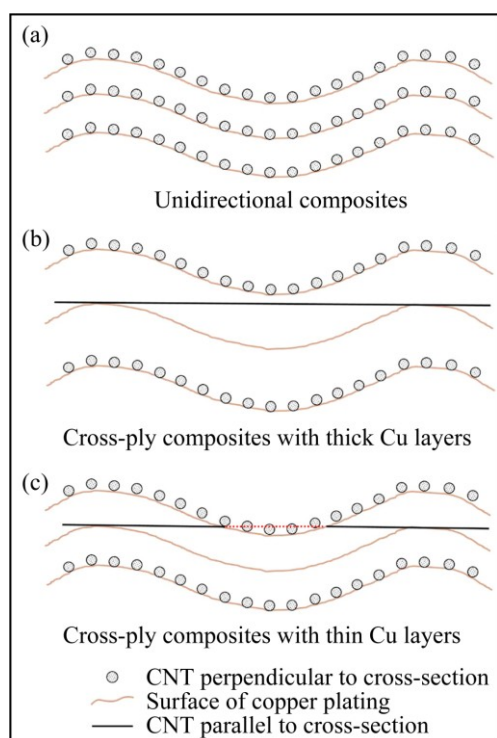 (a)
Unidirectional composites
(b)
Cross-ply composites with thick Cu layers
(c)
Cross-ply composites with thin Cu layers
CNT perpendicular to cross-section
Surface of copper plating
CNT parallel to cross-section